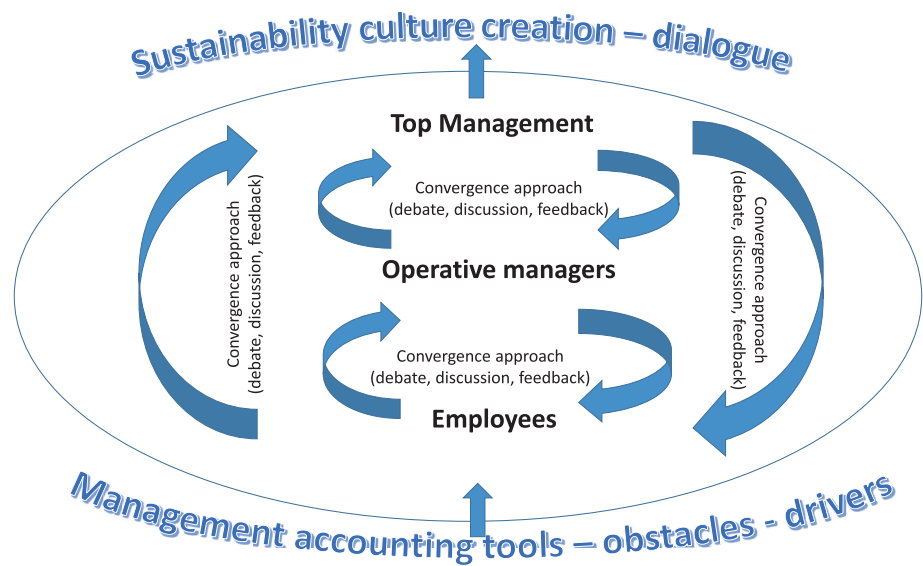 Sustainability culture creation – dialogue
Top Management
Convergence approach
(debate, discussion, feedback)
Operative managers
Convergence approach
(debate, discussion, feedback)
Employees
Convergence approach
(debate, discussion, feedback)
Convergence approach
(debate, discussion, feedback)
Management accounting tools – obstacles - drivers